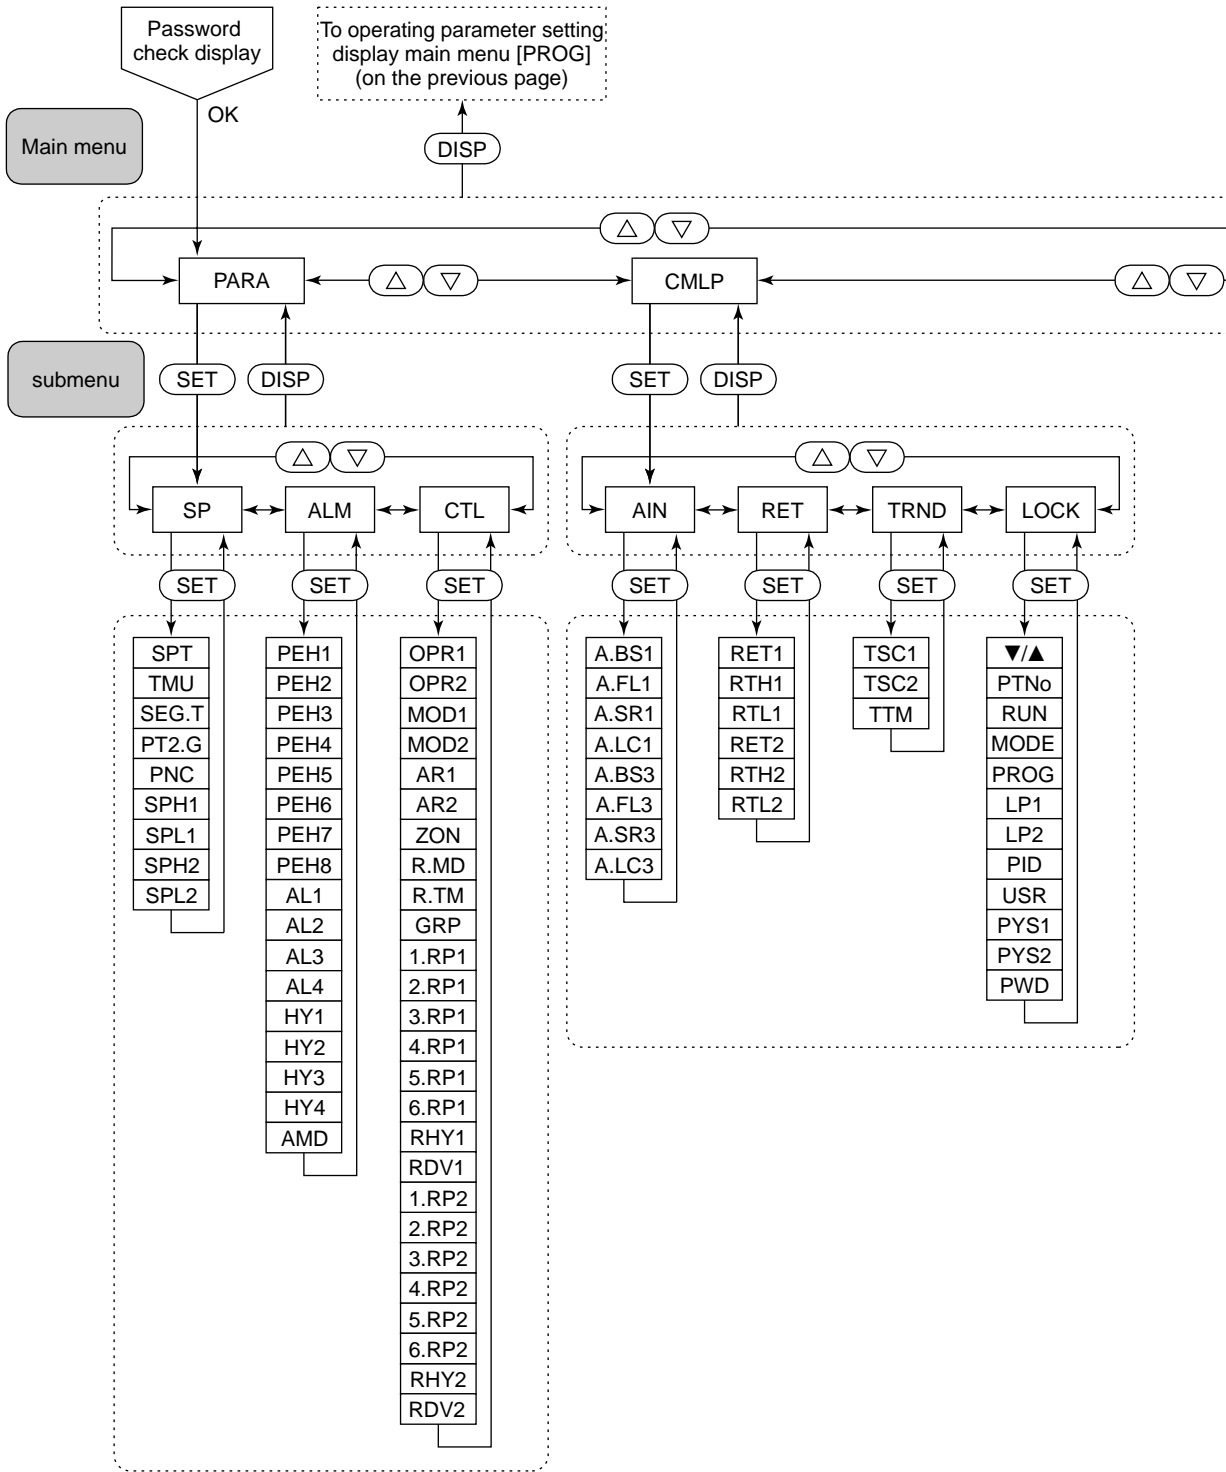 Password
check display
To operating parameter setting
display main menu [PROG]
(on the previous page)
OK
Main menu
DISP
△ ▽
PARA
△ ▽
CMLP
△ ▽
submenu
SET
DISP
SET
DISP
△ ▽
△ ▽
SP
ALM
CTL
AIN
RET
TRND
LOCK
SET
SET
SET
SET
SET
SET
SET
SPT
TMU
SEG.T
PT2.G
PNC
SPH1
SPL1
SPH2
SPL2
PEH1
PEH2
PEH3
PEH4
PEH5
PEH6
PEH7
PEH8
AL1
AL2
AL3
AL4
HY1
HY2
HY3
HY4
AMD
OPR1
OPR2
MOD1
MOD2
AR1
AR2
ZON
R.MD
R.TM
GRP
1.RP1
2.RP1
3.RP1
4.RP1
5.RP1
6.RP1
RHY1
RDV1
1.RP2
2.RP2
3.RP2
4.RP2
5.RP2
6.RP2
RHY2
RDV2
A.BS1
A.FL1
A.SR1
A.LC1
A.BS3
A.FL3
A.SR3
A.LC3
RET1
RTH1
RTL1
RET2
RTH2
RTL2
TSC1
TSC2
TTM
▼/▲
PTNo
RUN
MODE
PROG
LP1
LP2
PID
USR
PYS1
PYS2
PWD